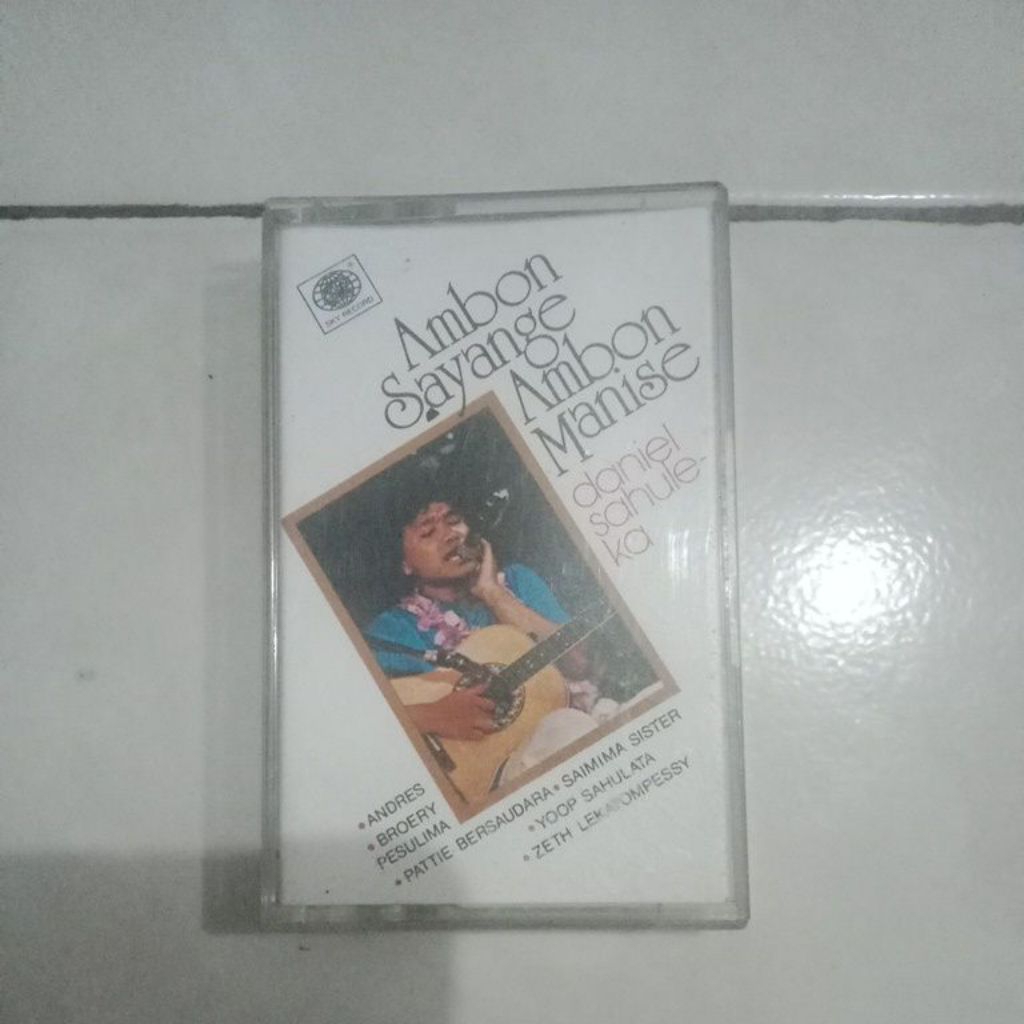 SKY RECORD
Ambon
Sayange
Ambon
Manise
daniel
sahule-
ka
• ANDRES
• BROERY
PESULIMA
• PATTIE BERSAUDARA
• SAIMIMA SISTER
• YOOP SAHULATA
• ZETH LEKATOMPESSY